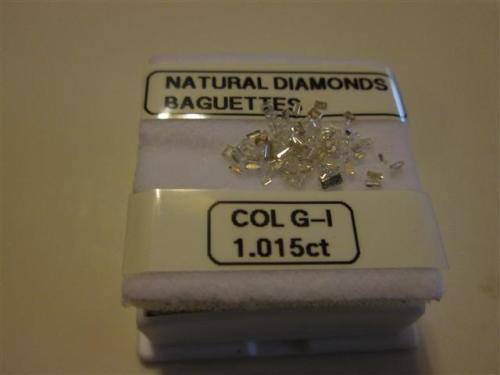 NATURAL DIAMONDS
BAGUETTES
COL G-I
1.015ct